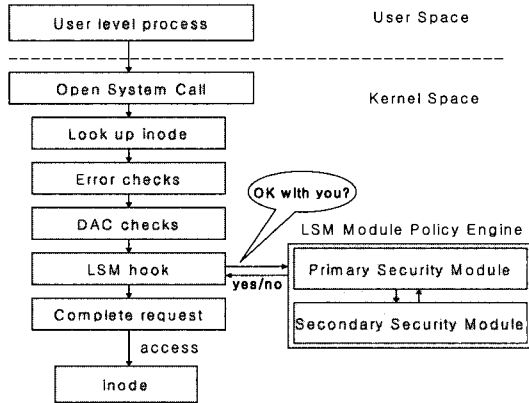 User level process
User Space
Open System Call
Kernel Space
Look up inode
Error checks
OK with you?
DAC checks
LSM Module Policy Engine
LSM hook
yes/no
Primary Security Module
Complete request
Secondary Security Module
access
Inode